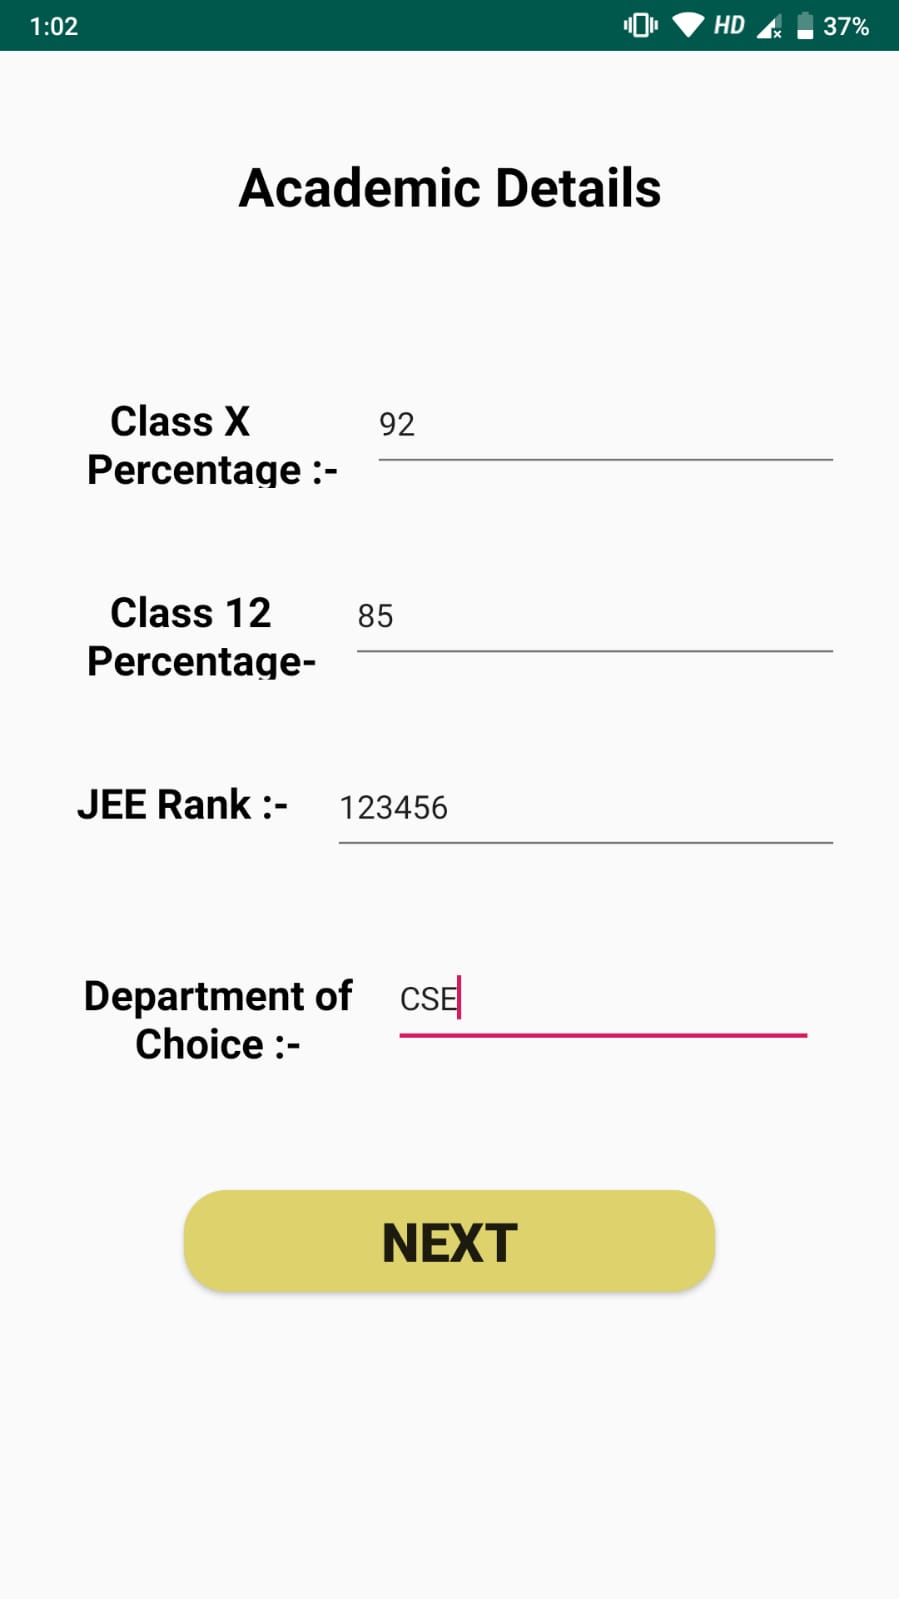 1:02 HD 37%
Academic Details
Class X
Percentage :-
92
Class 12
Percentage-
85
JEE Rank :-
123456
Department of
Choice :-
CSE
NEXT